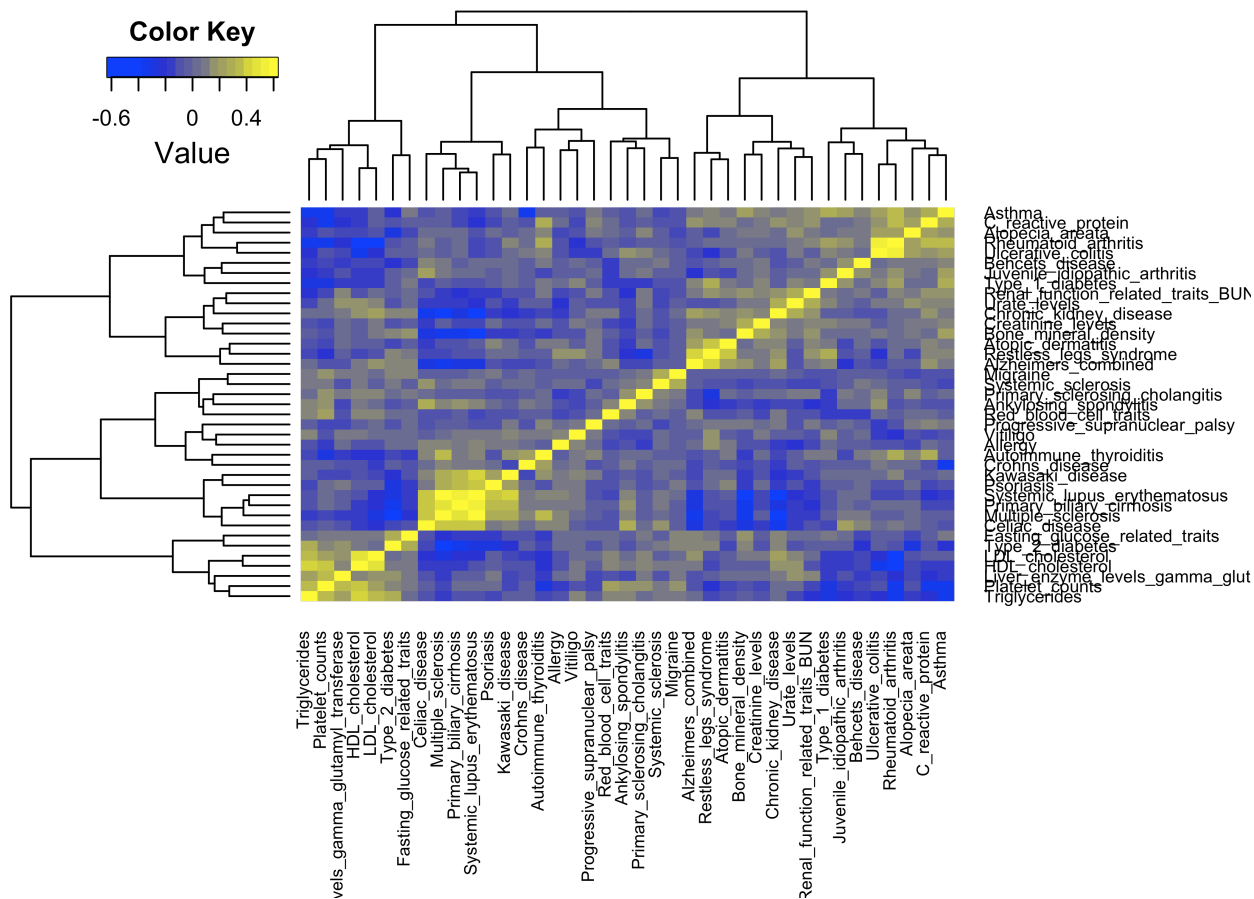 Color Key
-0.6
0
0.4
Value
Asthma
C_reactive_protein
Alopecia_areata
Rheumatoid_arthritis
Ulcerative_colitis
Behcets_disease
Juvenile_idiopathic_arthritis
Type_1_diabetes
Renal_function_related_traits_BUN
Urate_levels
Chronic_kidney_disease
Creatinine_levels
Bone_mineral_density
Atopic_dermatitis
Restless_legs_syndrome
Alzheimers_combined
Migraine
Systemic_sclerosis
Primary_sclerosing_cholangitis
Ankylosing_spondylitis
Red_blood_cell_traits
Progressive_supranuclear_palsy
Vitiligo
Allergy
Autoimmune_thyroiditis
Crohns_disease
Kawasaki_disease
Psoriasis
Systemic_lupus_erythematosus
Primary_biliary_cirrhosis
Multiple_sclerosis
Celiac_disease
Fasting_glucose_related_traits
Type_2_diabetes
LDL_cholesterol
HDL_cholesterol
Liver_enzyme_levels_gamma_glut
Platelet_counts
Triglycerides
Triglycerides
Platelet_counts
vels_gamma_glutamyl_transferase
HDL_cholesterol
LDL_cholesterol
Type_2_diabetes
Fasting_glucose_related_traits
Celiac_disease
Multiple_sclerosis
Primary_biliary_cirrhosis
Systemic_lupus_erythematosus
Psoriasis
Kawasaki_disease
Crohns_disease
Autoimmune_thyroiditis
Allergy
Vitiligo
Progressive_supranuclear_palsy
Red_blood_cell_traits
Ankylosing_spondylitis
Primary_sclerosing_cholangitis
Systemic_sclerosis
Migraine
Alzheimers_combined
Restless_legs_syndrome
Atopic_dermatitis
Bone_mineral_density
Creatinine_levels
Chronic_kidney_disease
Urate_levels
Renal_function_related_traits_BUN
Type_1_diabetes
Juvenile_idiopathic_arthritis
Behcets_disease
Ulcerative_colitis
Rheumatoid_arthritis
Alopecia_areata
C_reactive_protein
Asthma